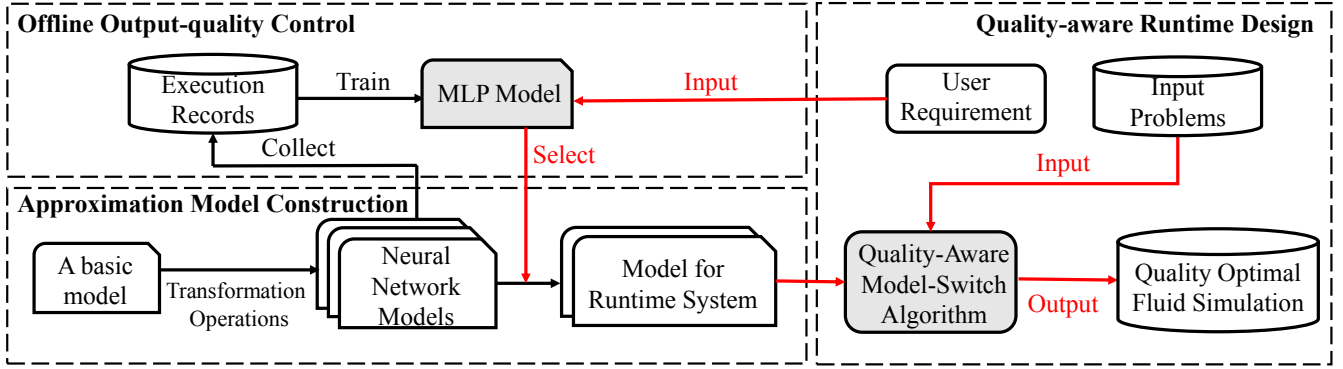 Offline Output-quality Control
Execution
Records
Train
MLP Model
Collect
Select
Input
Approximation Model Construction
A basic
model
Transformation
Operations
Neural
Network
Models
Model for
Runtime System
Quality-aware Runtime Design
User
Requirement
Input
Problems
Input
Quality-Aware
Model-Switch
Algorithm
Output
Quality Optimal
Fluid Simulation